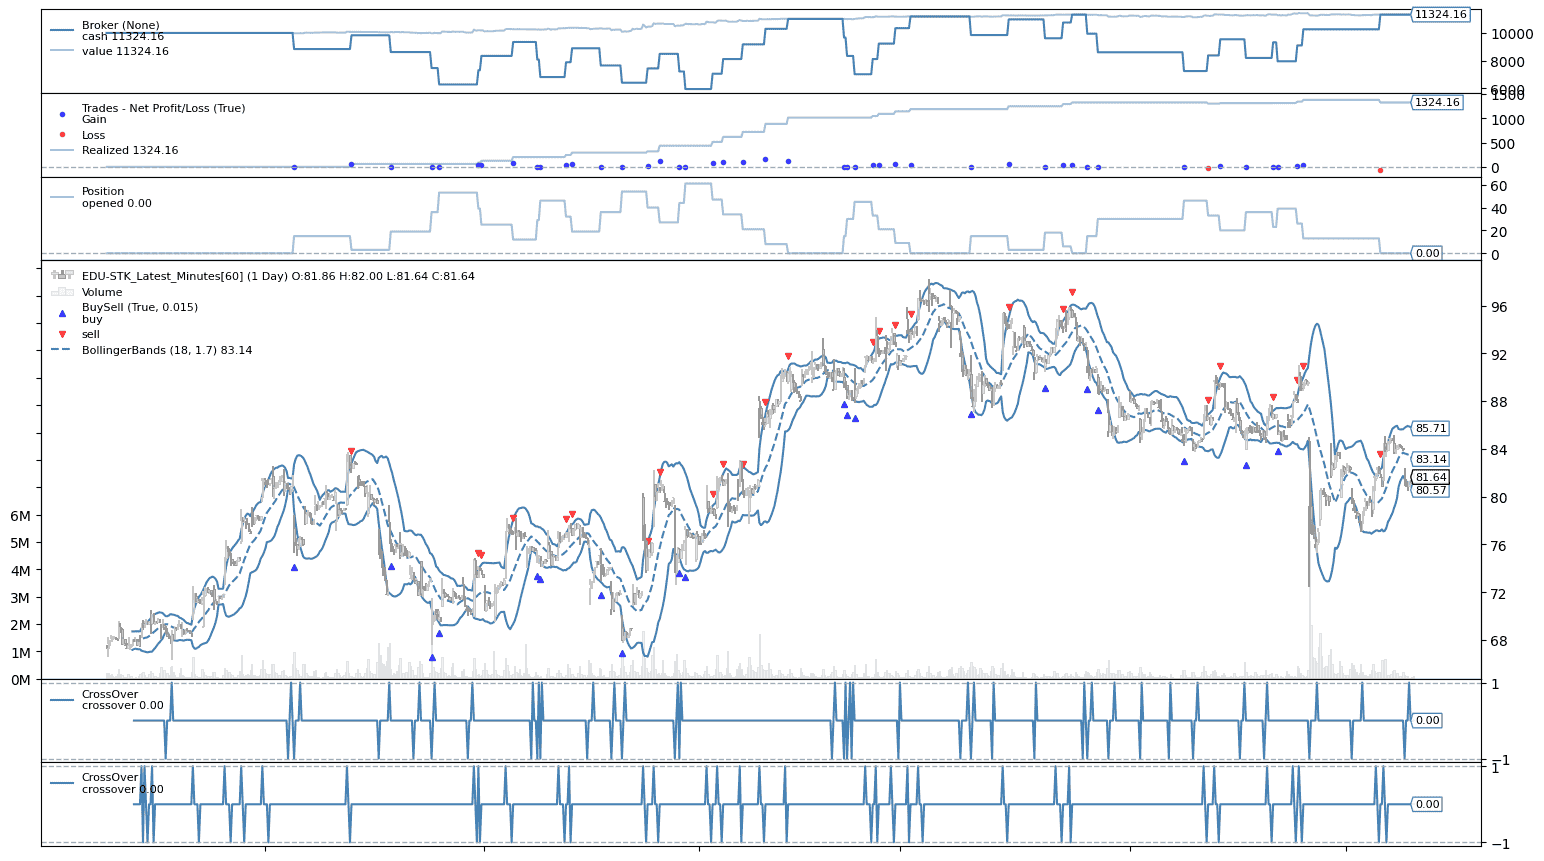 Broker (None)
cash 11324.16
value 11324.16
11324.16
10000
8000
6000
Trades - Net Profit/Loss (True)
Gain
Loss
Realized 1324.16
1500
1324.16
1000
500
0
Position
opened 0.00
60
40
20
0
0.00
EDU-STK_Latest_Minutes[60] (1 Day) O:81.86 H:82.00 L:81.64 C:81.64
Volume
BuySell (True, 0.015)
buy
sell
BollingerBands (18, 1.7) 83.14
96
92
88
85.71
84
83.14
81.64
80.57
80
76
72
68
6M
5M
4M
3M
2M
1M
0M
CrossOver
crossover 0.00
1
0.00
−1
CrossOver
crossover 0.00
1
0.00
−1